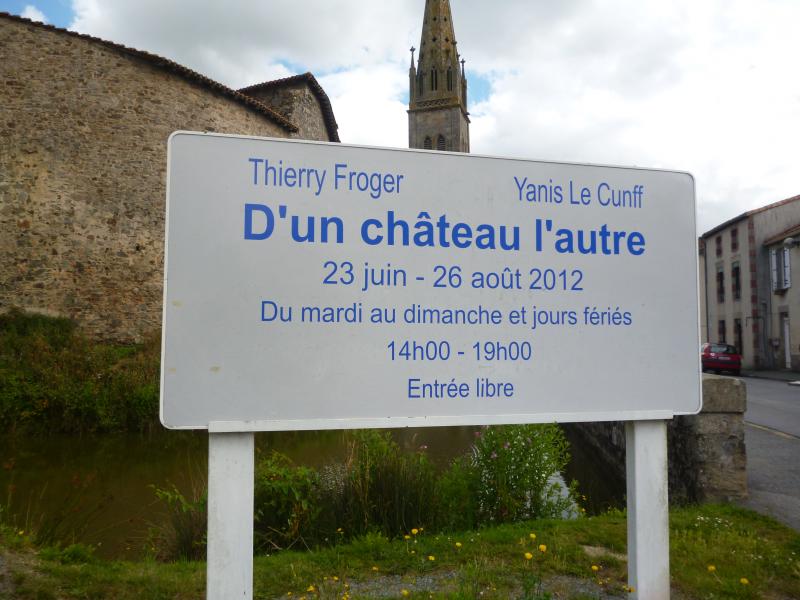 Thierry Froger Yanis Le Cunff
D'un château l'autre
23 juin - 26 août 2012
Du mardi au dimanche et jours fériés
14h00 - 19h00
Entrée libre